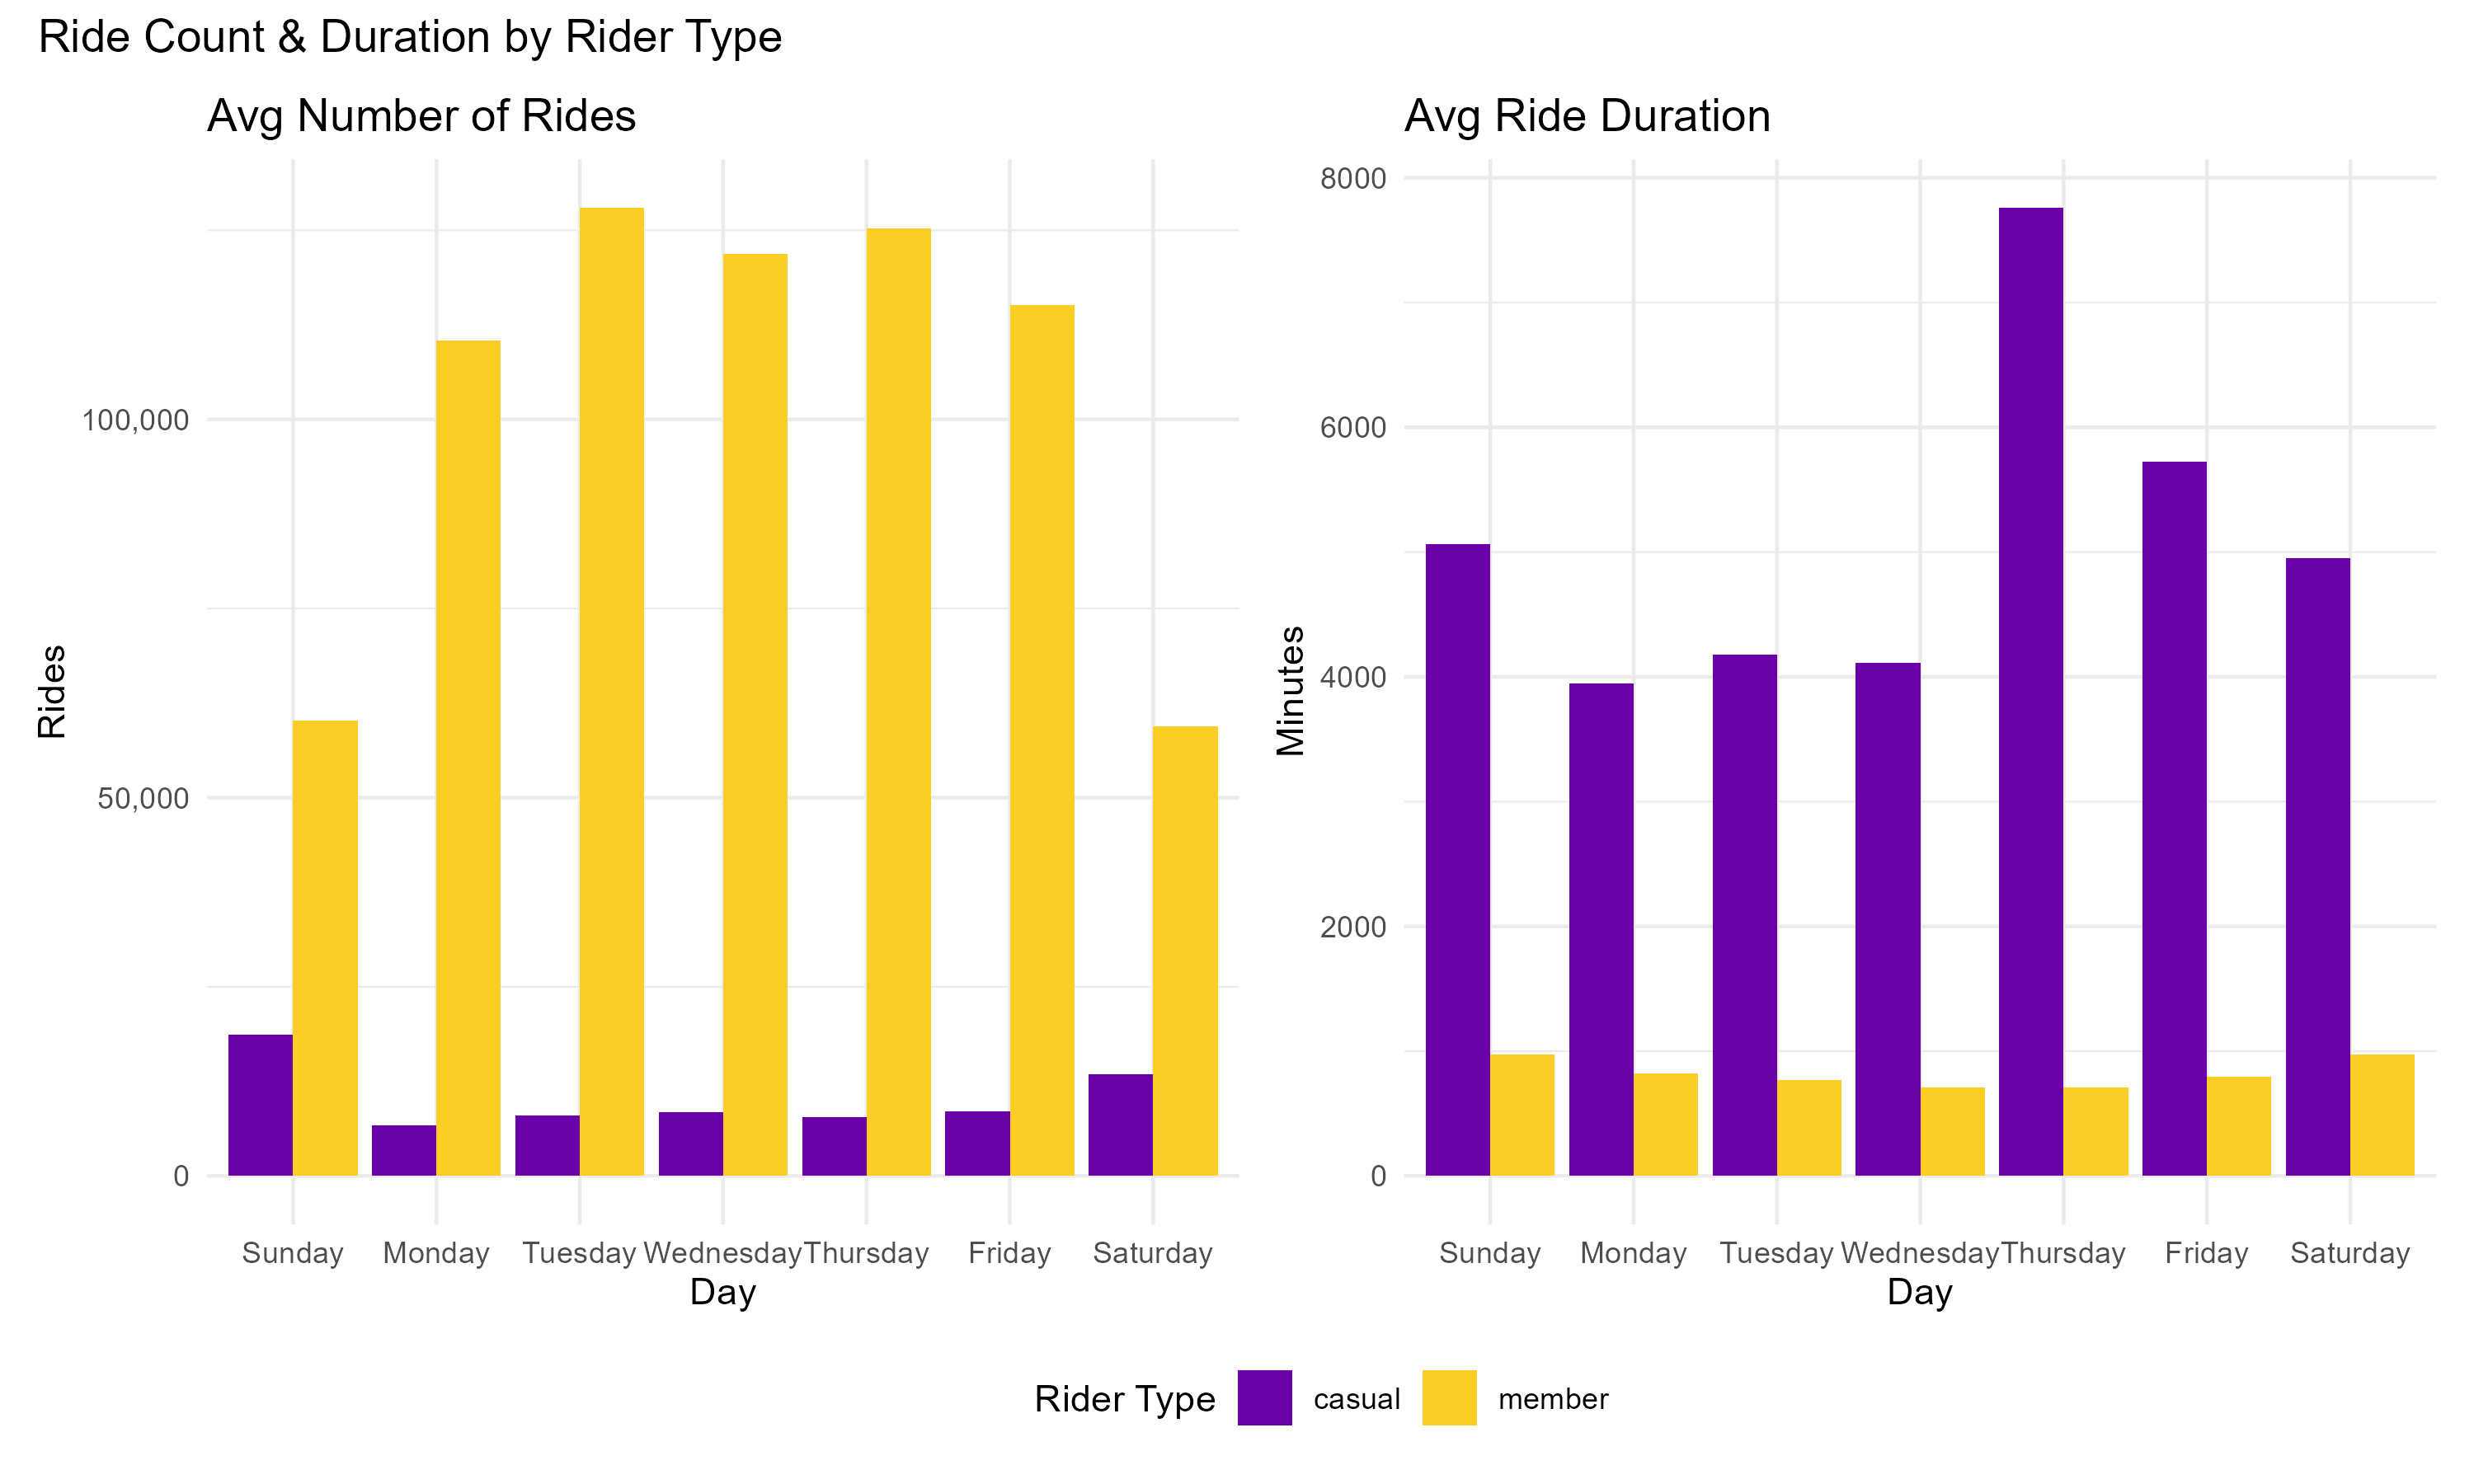 Ride Count & Duration by Rider Type
Avg Number of Rides
Rides
100,000
50,000
0
Sunday Monday Tuesday Wednesday Thursday Friday Saturday
Day
Avg Ride Duration
Minutes
8000
6000
4000
2000
0
Sunday Monday Tuesday Wednesday Thursday Friday Saturday
Day
Rider Type casual member